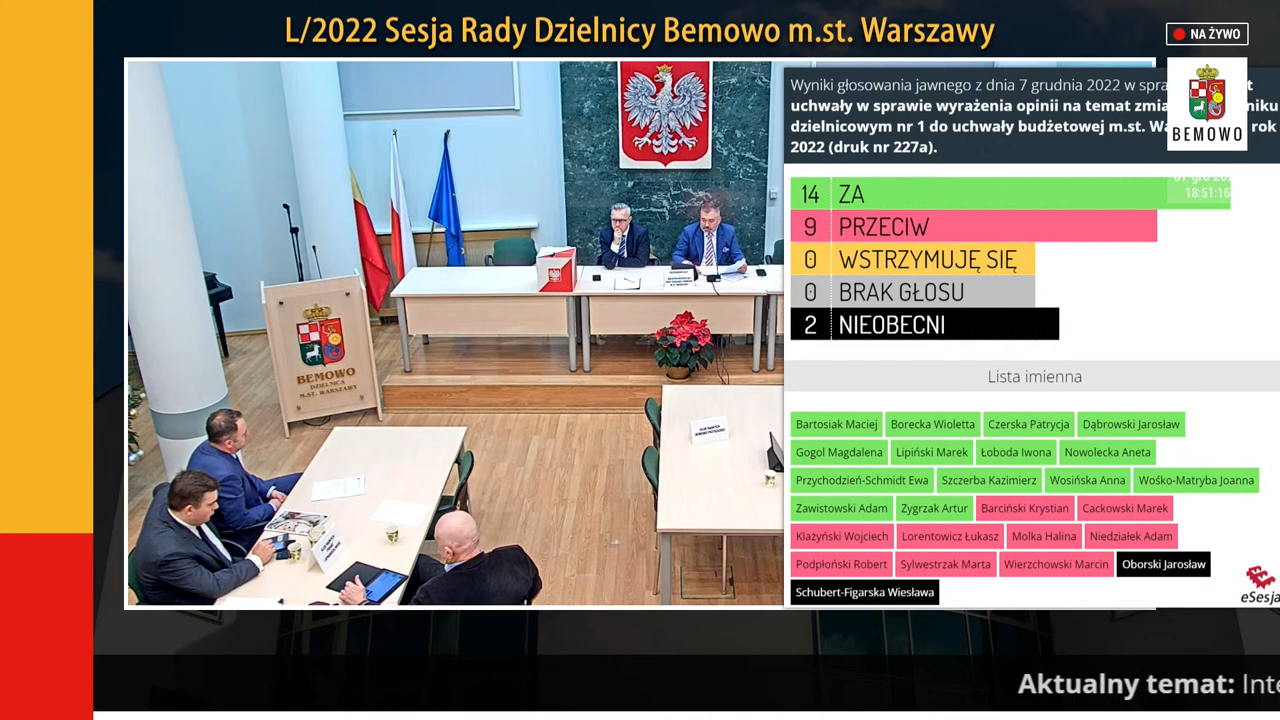 L/2022 Sesja Rady Dzielnicy Bemowo m.st. Warszawy
NA ŻYWO
Wyniki głosowania jawnego z dnia 7 grudnia 2022 w
uchwały w sprawie wyrażenia opinii na temat
dzielnicowym nr 1 do uchwały budżetowej m.st. rok
2022 (druk nr 227a).
BEMOWO
18:51:16
14 ZA
9 PRZECIW
0 WSTRZYMUJĘ SIĘ
0 BRAK GŁOSU
2 NIEOBECNI
Lista imienna
Bartosiak Maciej Borecka Wioletta Czerska Patrycja Dąbrowski Jarosław
Gogol Magdalena Lipiński Marek Łoboda Iwona Nowolecka Aneta
Przychodzień-Schmidt Ewa Szczerba Kazimierz Wosińska Anna Wośko-Matryba Joanna
Zawistowski Adam Zygrzak Artur Barciński Krystian Cackowski Marek
Klażyński Wojciech Lorentowicz Łukasz Molka Halina Niedziałek Adam
Podpłoński Robert Sylwestrzak Marta Wierzchowski Marcin Oborski Jarosław
Schubert-Figarska Wiesława
eSesja
BEMOWO
DZIELNICA
M.ST. WARSZAWY
Aktualny temat: